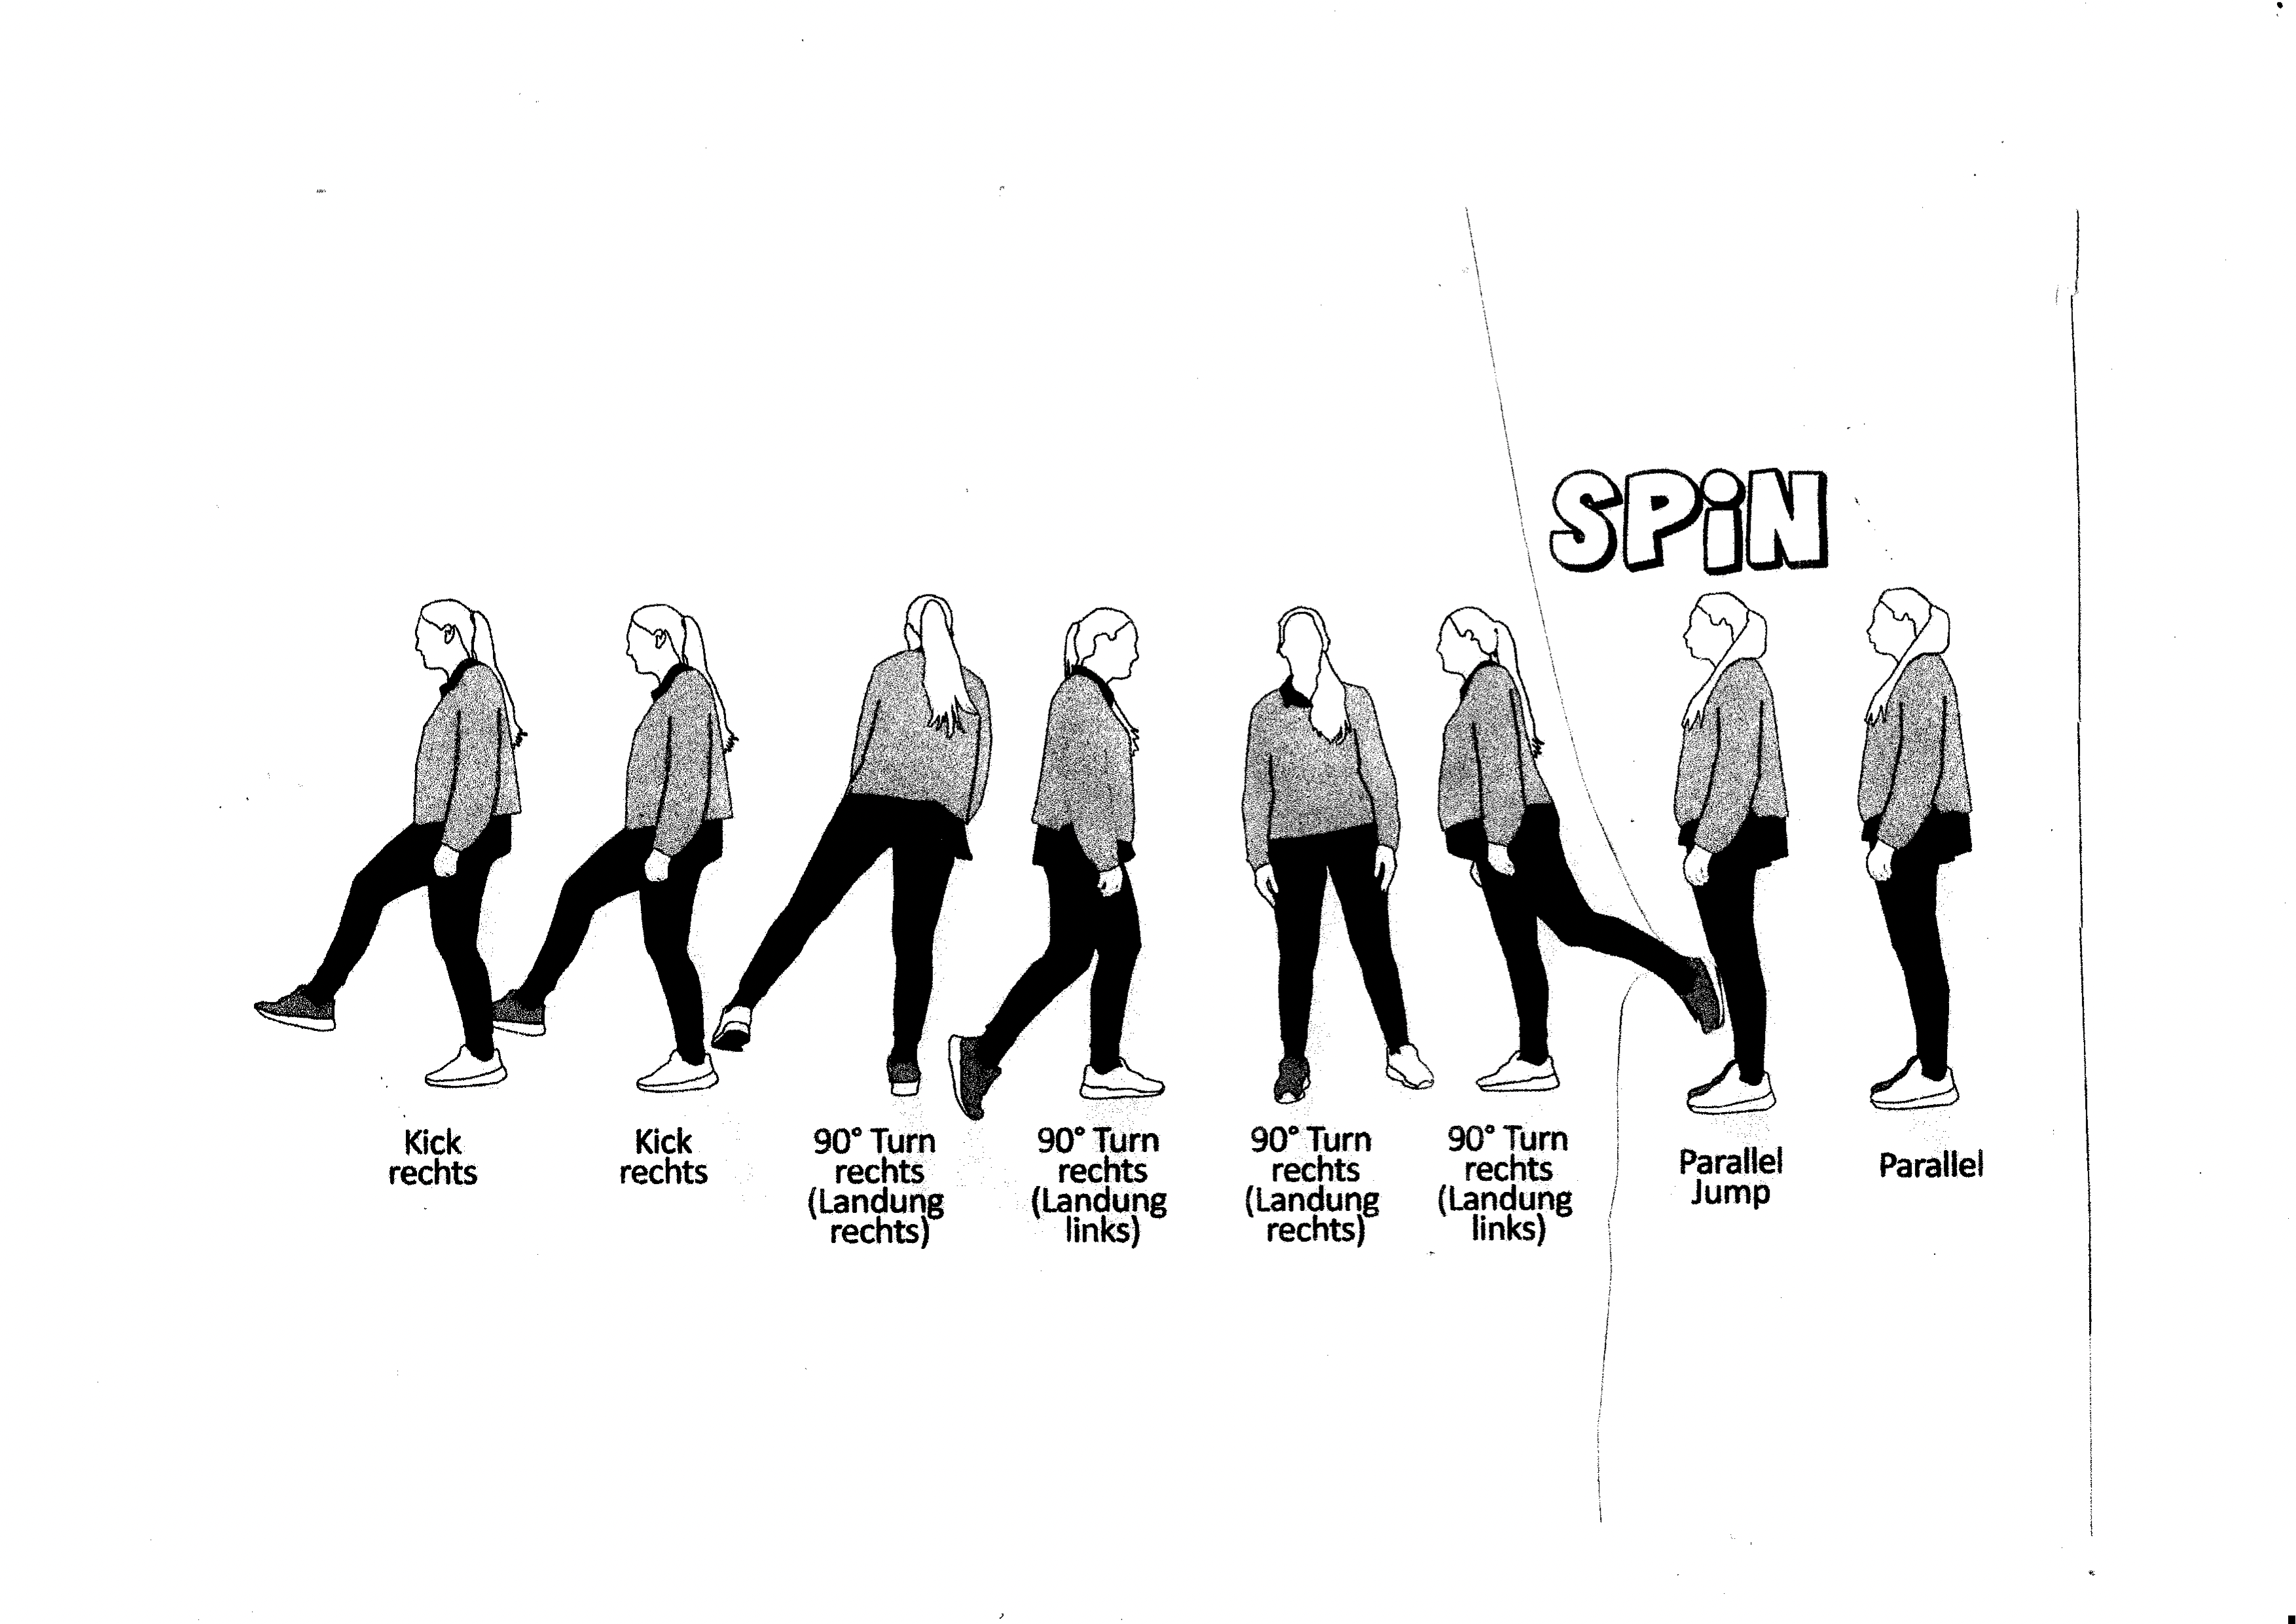 SPiN
Kick
rechts
Kick
rechts
90° Turn
rechts
(Landung
rechts)
90° Turn
rechts
(Landung
links)
90° Turn
rechts
(Landung
rechts)
90° Turn
rechts
(Landung
links)
Parallel
Jump
Parallel